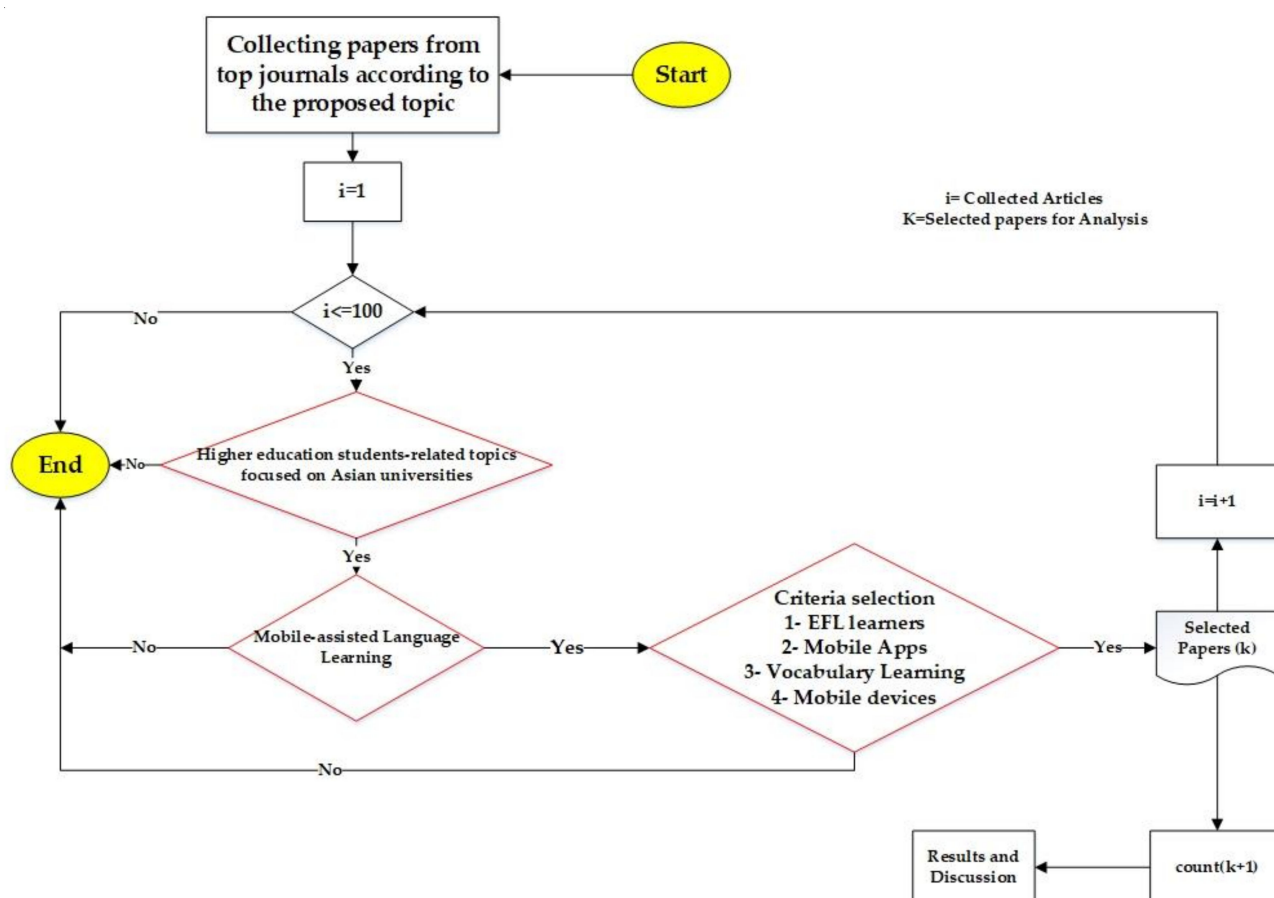 Collecting papers from
top journals according to
the proposed topic
Start
i=1
i= Collected Articles
K=Selected papers for Analysis
i<=100
No
Yes
Higher education students-related topics
focused on Asian universities
End
No
i=i+1
Yes
Criteria selection
1- EFL learners
2- Mobile Apps
3- Vocabulary Learning
4- Mobile devices
Mobile-assisted Language
Learning
No
Yes
Yes
Selected
Papers (k)
No
Results and
Discussion
count(k+1)